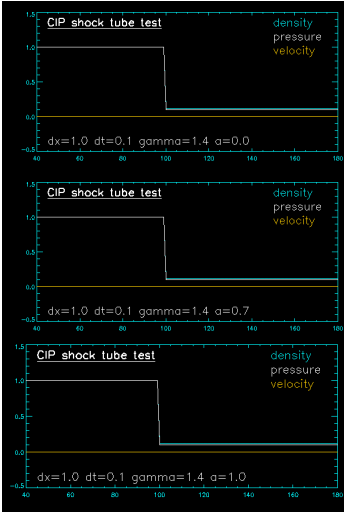 CIP shock tube test
density
pressure
velocity
1.5
1.0
0.5
0.0
-0.5
dx=1.0 dt=0.1 gamma=1.4 a=0.0
40 60 80 100 120 140 160 180
CIP shock tube test
density
pressure
velocity
1.5
1.0
0.5
0.0
-0.5
dx=1.0 dt=0.1 gamma=1.4 a=0.7
40 60 80 100 120 140 160 180
CIP shock tube test
density
pressure
velocity
1.5
1.0
0.5
0.0
-0.5
dx=1.0 dt=0.1 gamma=1.4 a=1.0
40 60 80 100 120 140 160 180